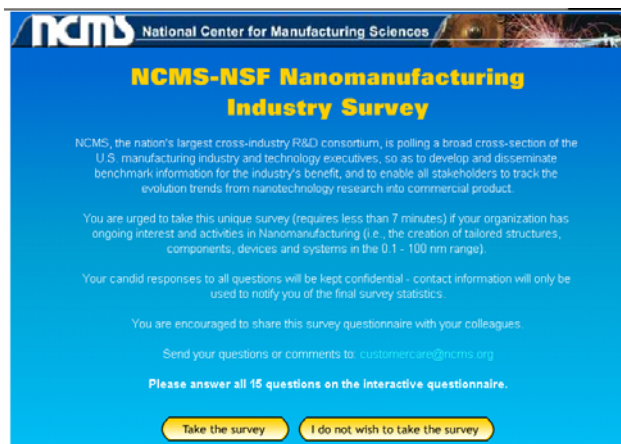 ncms National Center for Manufacturing Sciences
NCMS-NSF Nanomanufacturing
Industry Survey
NCMS, the nation's largest cross-industry R&D consortium, is polling a broad cross-section of the
U.S. manufacturing industry and technology executives, so as to develop and disseminate
benchmark information for the industry's benefit, and to enable all stakeholders to track the
evolution trends from nanotechnology research into commercial product.
You are urged to take this unique survey (requires less than 7 minutes) if your organization has
ongoing interest and activities in Nanomanufacturing (i.e., the creation of tailored structures,
components, devices and systems in the 0.1 - 100 nm range).
Your candid responses to all questions will be kept confidential - contact information will only be
used to notify you of the final survey statistics.
You are encouraged to share this survey questionnaire with your colleagues.
Send your questions or comments to: customercare@ncms.org
Please answer all 15 questions on the interactive questionnaire.
Take the survey I do not wish to take the survey